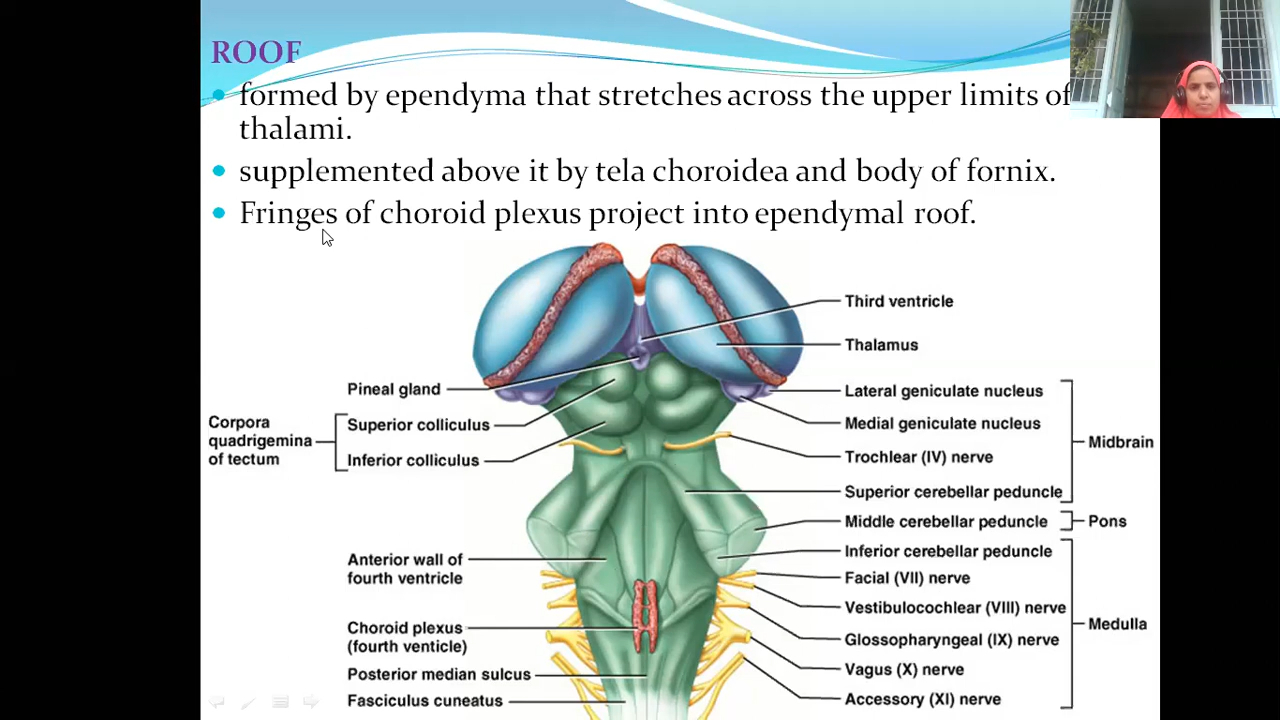 ROOF
formed by ependyma that stretches across the upper limits of
thalami.
supplemented above it by tela choroidea and body of fornix.
Fringes of choroid plexus project into ependymal roof.
Third ventricle
Thalamus
Pineal gland
Lateral geniculate nucleus
Corpora
quadrigemina
of tectum
Superior colliculus
Medial geniculate nucleus
Midbrain
Inferior colliculus
Trochlear (IV) nerve
Superior cerebellar peduncle
Middle cerebellar peduncle
Pons
Anterior wall of
fourth ventricle
Inferior cerebellar peduncle
Facial (VII) nerve
Vestibulocochlear (VIII) nerve
Choroid plexus
(fourth ventricle)
Glossopharyngeal (IX) nerve
Medulla
Posterior median sulcus
Vagus (X) nerve
Fasciculus cuneatus
Accessory (XI) nerve